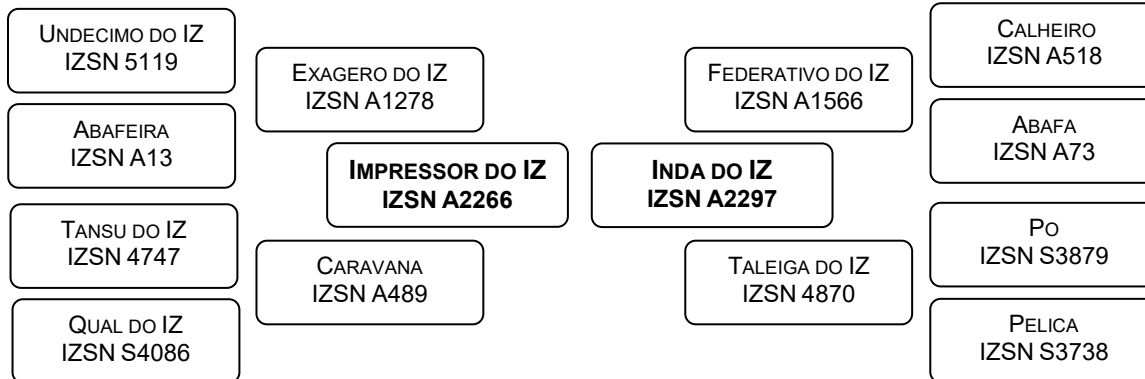 UNDECIMO DO IZ
IZSN 5119
ABAFEIRA
IZSN A13
TANSU DO IZ
IZSN 4747
QUAL DO IZ
IZSN S4086
EXAGERO DO IZ
IZSN A1278
CARAVANA
IZSN A489
IMPRESSOR DO IZ
IZSN A2266
INDA DO IZ
IZSN A2297
FEDERATIVO DO IZ
IZSN A1566
TALEIGA DO IZ
IZSN 4870
CALHEIRO
IZSN A518
ABAFA
IZSN A73
PO
IZSN S3879
PELICA
IZSN S3738